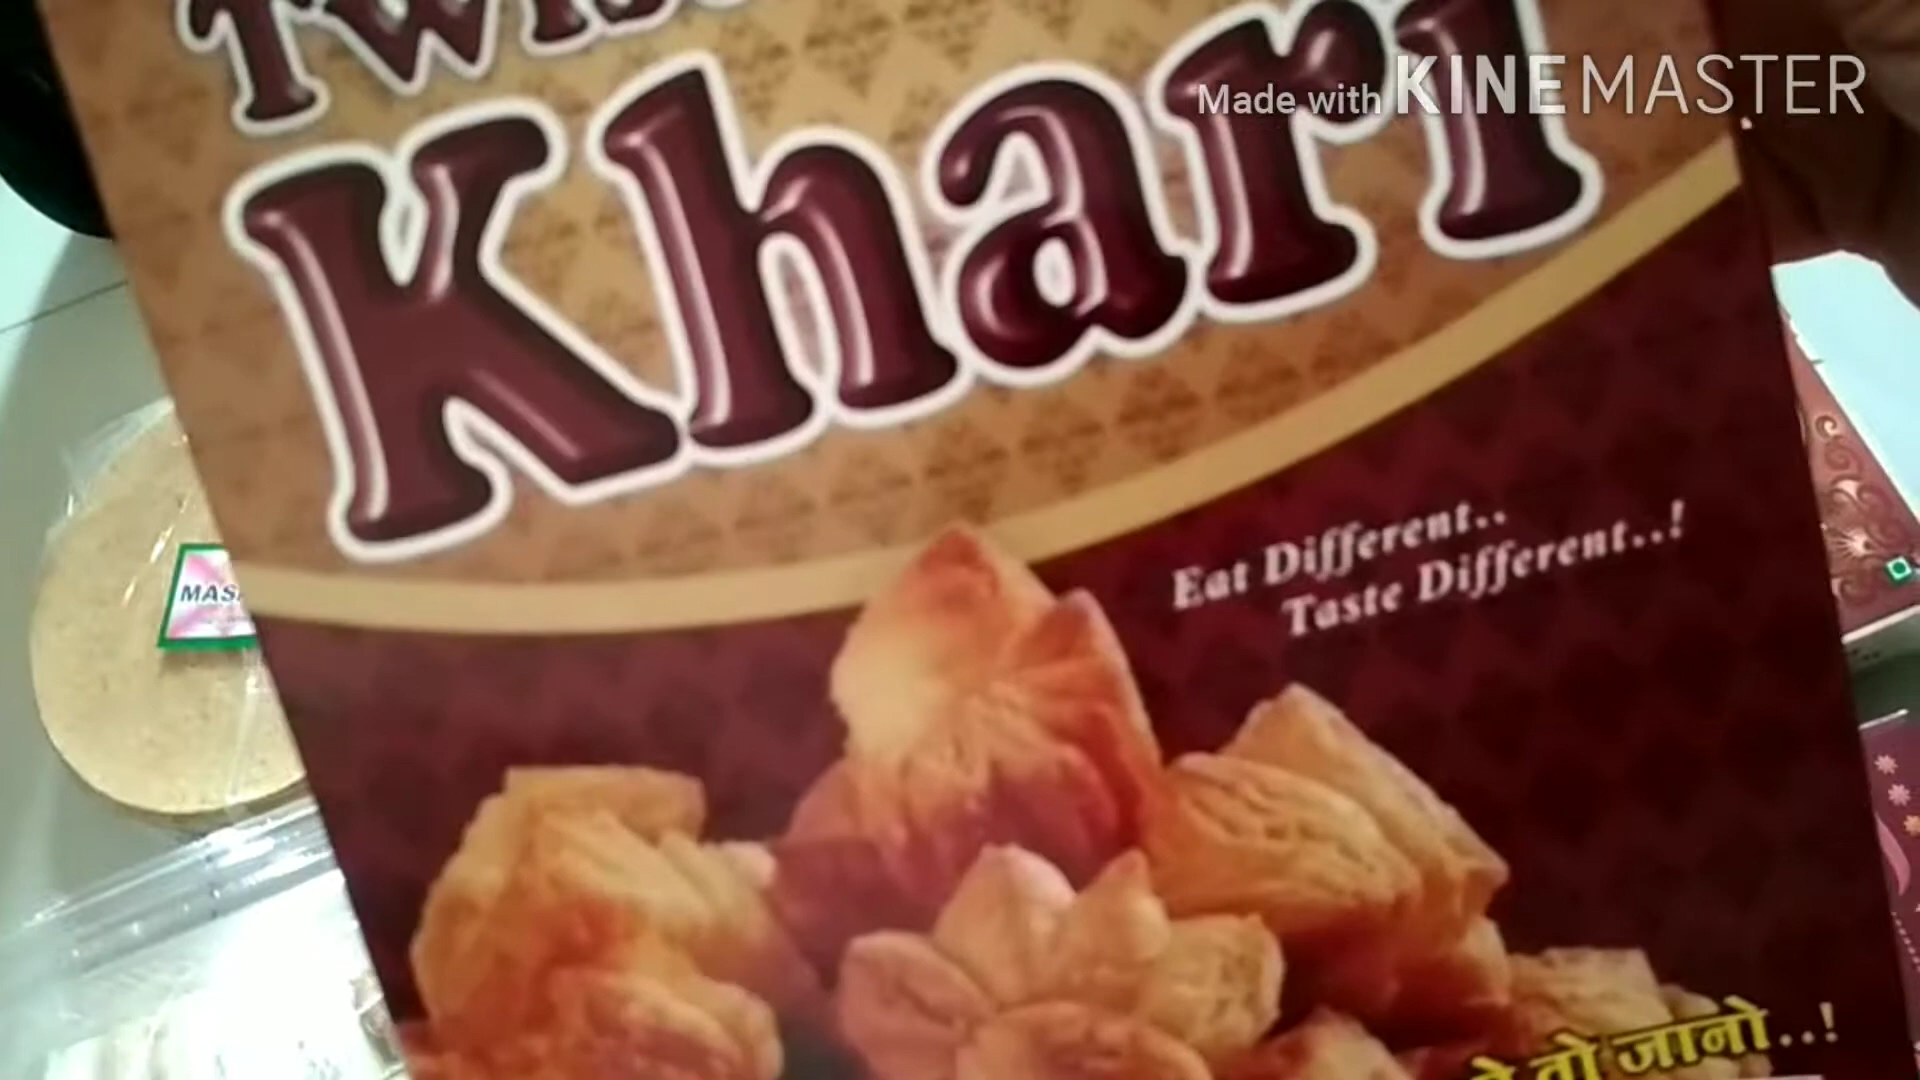 Made with KINEMASTER
Khari
Eat Different..
Taste Different..!
तो जानो..!